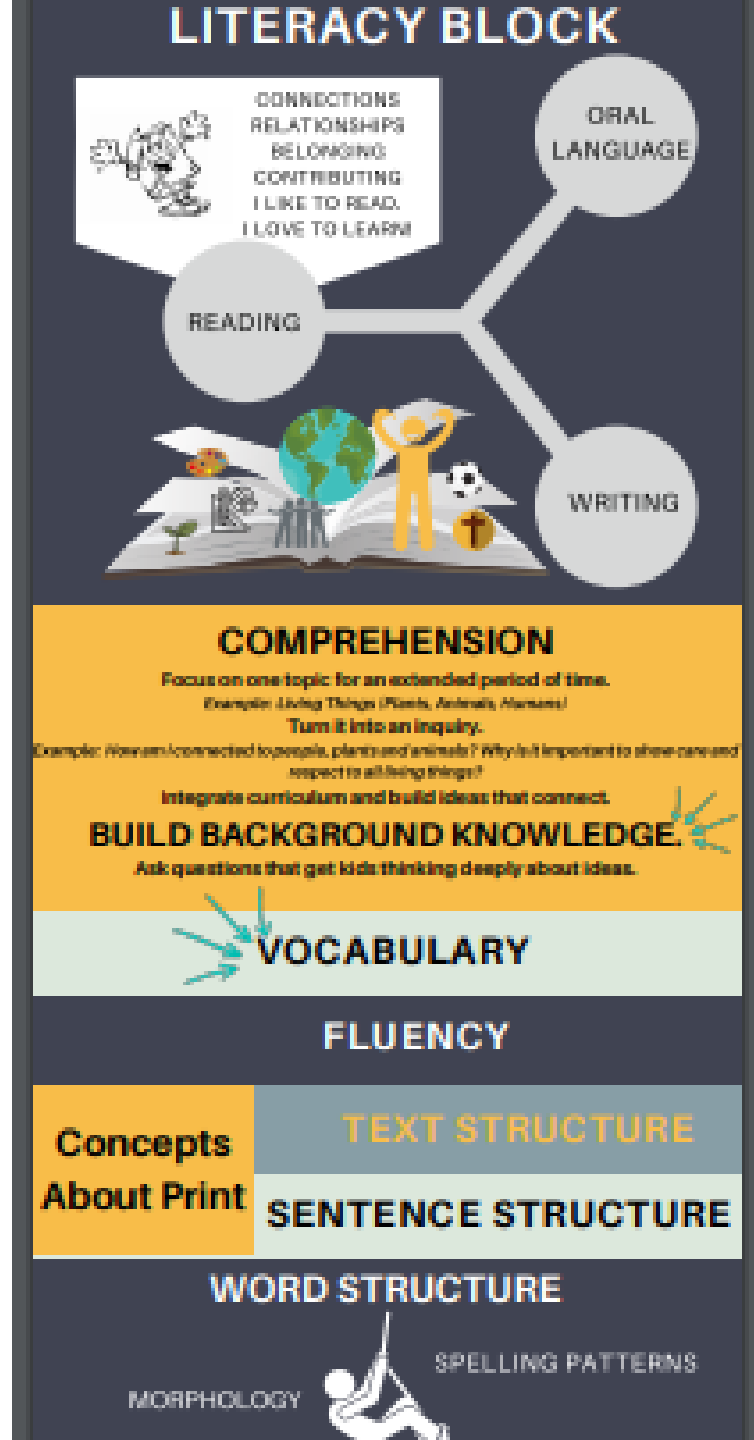 LITERACY BLOCK
CONNECTIONS
RELATIONSHIPS
BELONGING
CONTRIBUTING
I LIKE TO READ.
I LOVE TO LEARN!
ORAL
LANGUAGE
READING
WRITING
COMPREHENSION
Focus on one topic for an extended period of time.
Example: Living Things (Plants, Animals, Humans)
Turn it into an inquiry.
Example: How am I connected to people, plants and animals? Why is it important to show care and
respect to all living things?
Integrate curriculum and build ideas that connect.
BUILD BACKGROUND KNOWLEDGE.
Ask questions that get kids thinking deeply about ideas.
VOCABULARY
FLUENCY
Concepts
About Print
TEXT STRUCTURE
SENTENCE STRUCTURE
WORD STRUCTURE
SPELLING PATTERNS
MORPHOLOGY